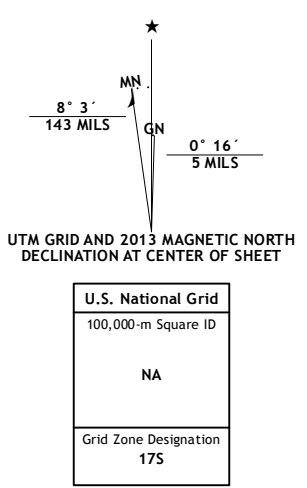 ★
MN
8° 3´
143 MILS
GN
0° 16´
5 MILS
UTM GRID AND 2013 MAGNETIC NORTH
DECLINATION AT CENTER OF SHEET
U.S. National Grid
100,000-m Square ID
NA
Grid Zone Designation
17S